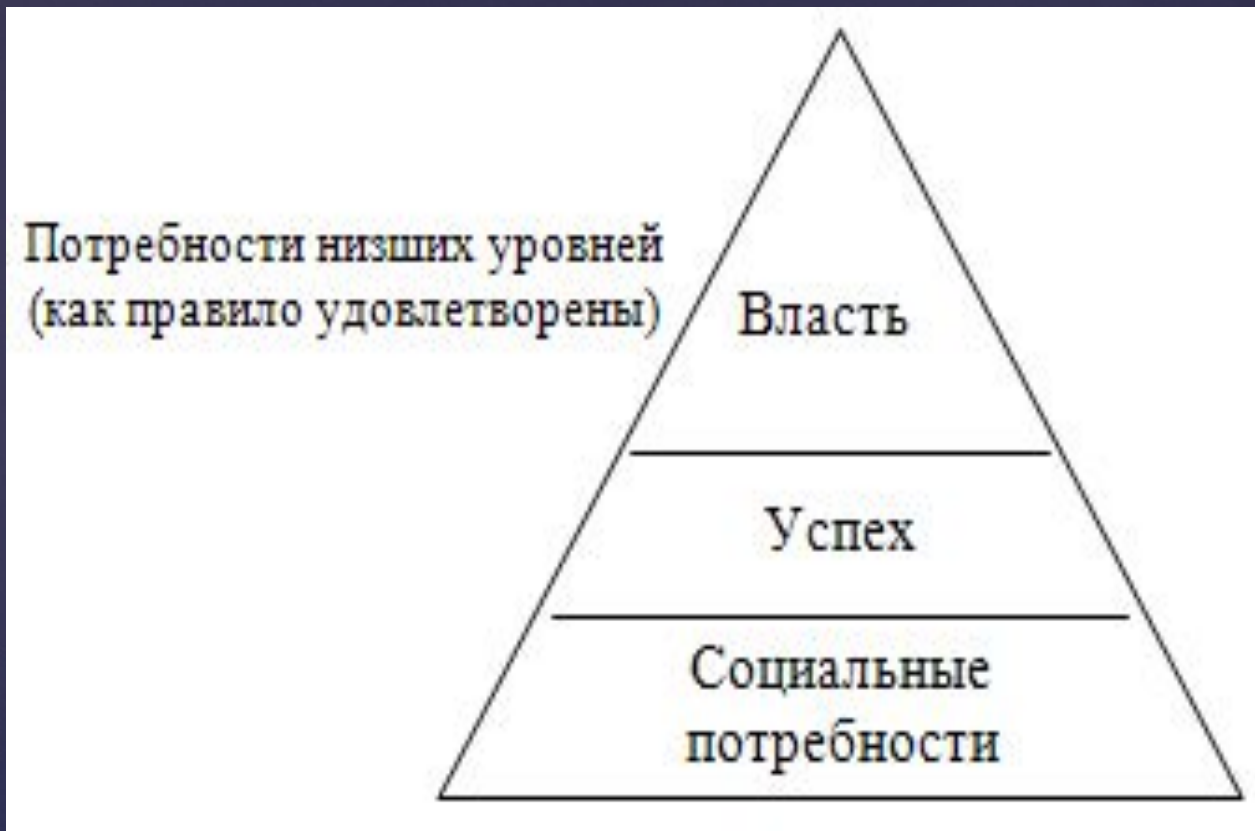 Потребности низших уровней
(как правило удовлетворены)
Власть
Успех
Социальные
потребности